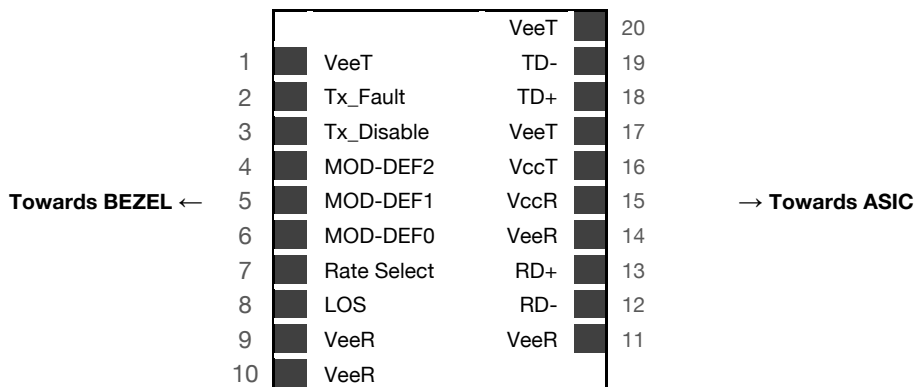 VeeT 20
1 VeeT TD- 19
2 Tx_Fault TD+ 18
3 Tx_Disable VeeT 17
4 MOD-DEF2 VccT 16
Towards BEZEL ← 5 MOD-DEF1 VccR 15 → Towards ASIC
6 MOD-DEF0 VeeR 14
7 Rate Select RD+ 13
8 LOS RD- 12
9 VeeR VeeR 11
10 VeeR